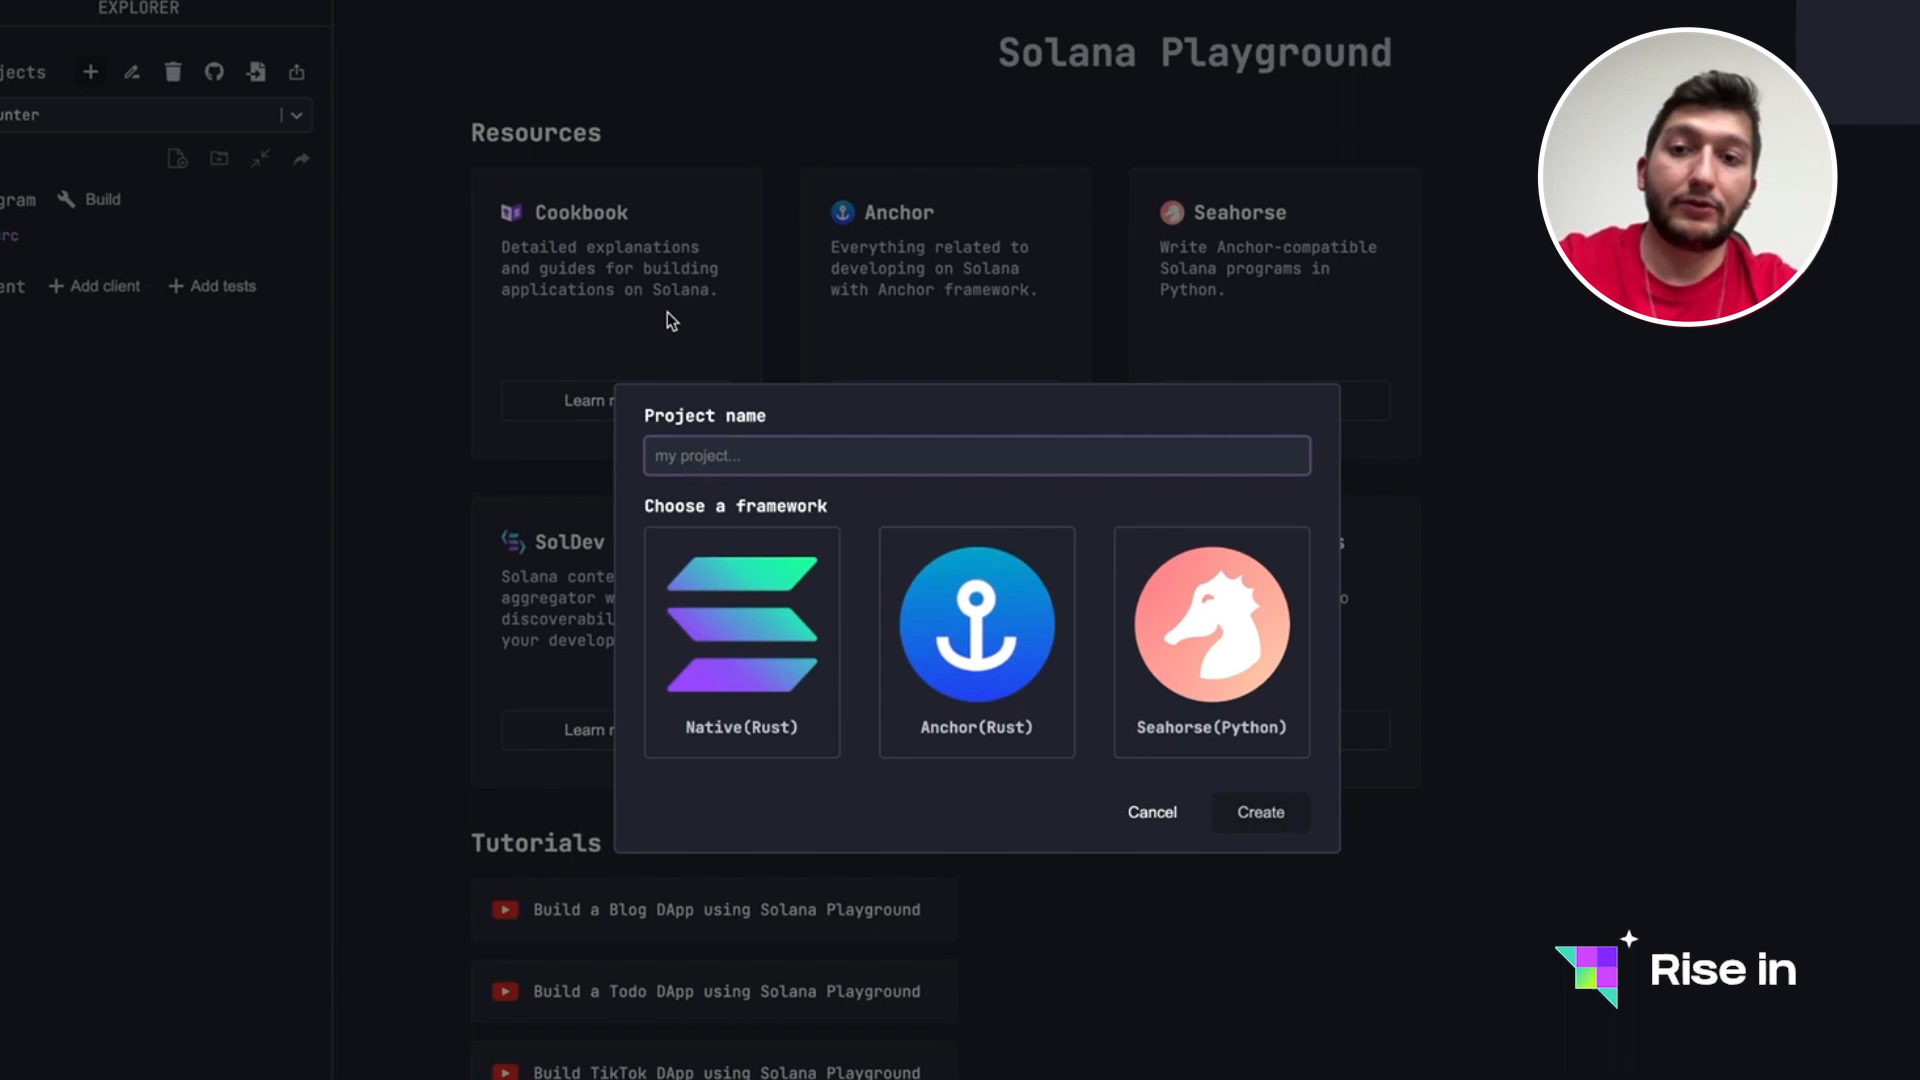 EXPLORER
jects
unter
gram Build
src
ent Add client Add tests
Solana Playground
Resources
Cookbook
Detailed explanations
and guides for building
applications on Solana.
Learn
Anchor
Everything related to
developing on Solana
with Anchor framework.
Seahorse
Write Anchor-compatible
Solana programs in
Python.
Project name
my project...
Choose a framework
Native(Rust)
Anchor(Rust)
Seahorse(Python)
Cancel
Create
SolDev
Solana conte
aggregator w
discoverabil
your develop
Learn
Tutorials
Build a Blog DApp using Solana Playground
Build a Todo DApp using Solana Playground
Build TikTok DApp using Solana Playground
Rise in